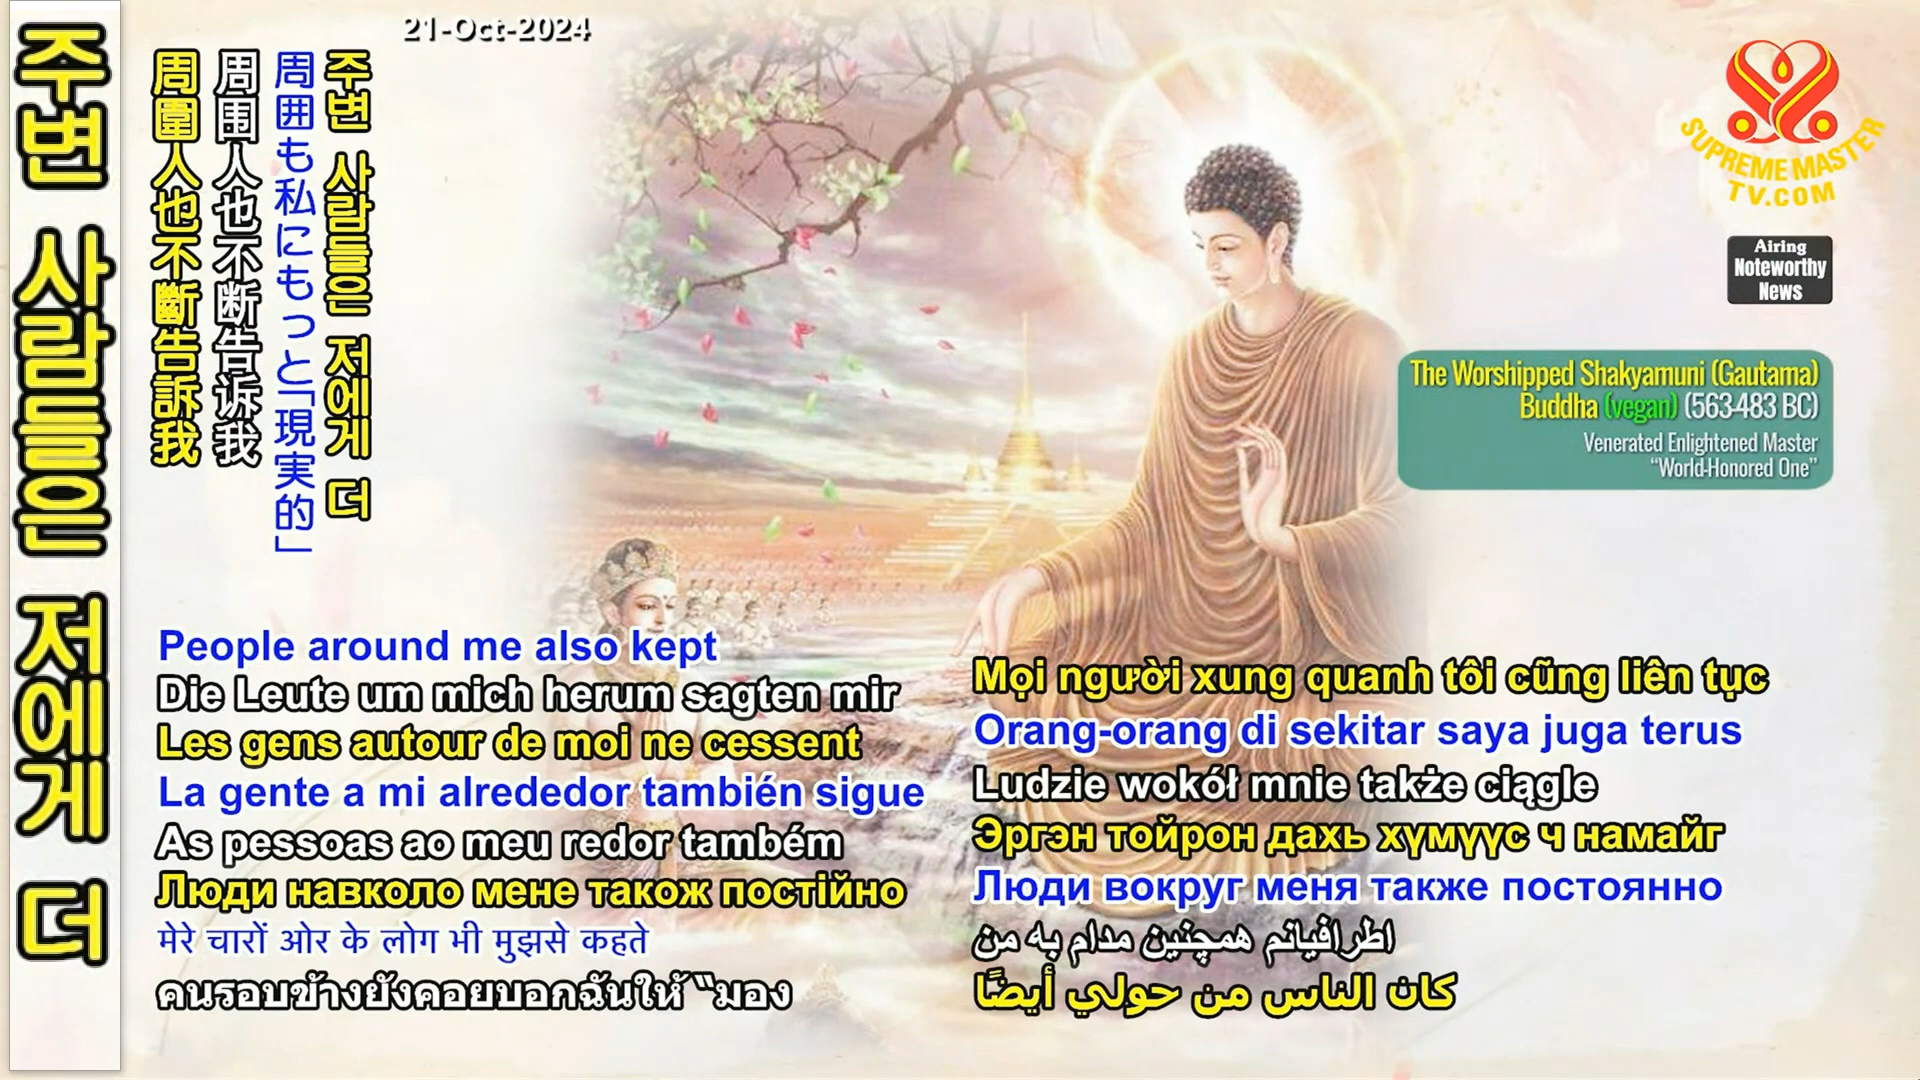 주변 사람들은 저에게 더
21-Oct-2024
周圍人也不斷告訴我
周围人也不断告诉我
周囲も私にもっと「現実的」
주변 사람들은 저에게 더
SUPREME MASTER
TV.COM
Airing
Noteworthy
News
The Worshipped Shakyamuni (Gautama)
Buddha (vegan) (563-483 BC)
Venerated Enlightened Master
“World-Honored One”
People around me also kept
Die Leute um mich herum sagten mir
Les gens autour de moi ne cessent
La gente a mi alrededor también sigue
As pessoas ao meu redor também
Люди навколо мене також постійно
मेरे चारों ओर के लोग भी मुझसे कहते
คนรอบข้างยังคอยบอกฉันให้ “มอง
Mọi người xung quanh tôi cũng liên tục
Orang-orang di sekitar saya juga terus
Ludzie wokół mnie także ciągle
Эргэн тойрон дахь хүмүүс ч намайг
Люди вокруг меня также постоянно
اطرافیانم همچنین مدام به من
كان الناس من حولي أيضًا